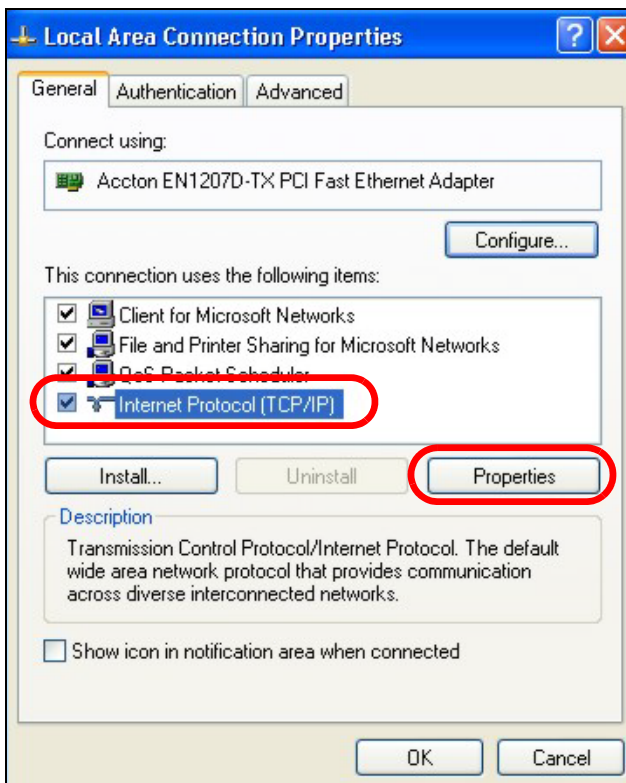 Local Area Connection Properties
General Authentication Advanced
Connect using:
Accton EN1207D-TX PCI Fast Ethernet Adapter
Configure...
This connection uses the following items:
Client for Microsoft Networks
File and Printer Sharing for Microsoft Networks
QoS Packet Scheduler
Internet Protocol (TCP/IP)
Install... Uninstall Properties
Description
Transmission Control Protocol/Internet Protocol. The default
wide area network protocol that provides communication
across diverse interconnected networks.
Show icon in notification area when connected
OK Cancel